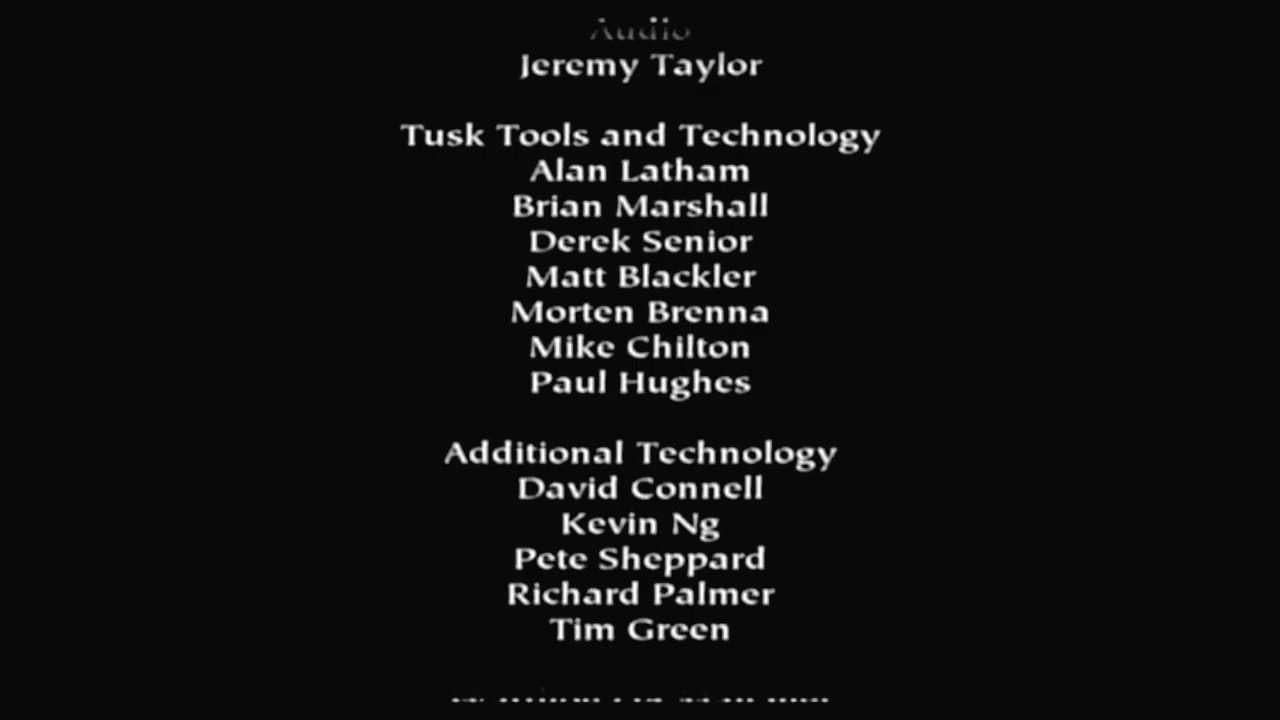 Audio
Jeremy Taylor
Tusk Tools and Technology
Alan Latham
Brian Marshall
Derek Senior
Matt Blackler
Morten Brenna
Mike Chilton
Paul Hughes
Additional Technology
David Connell
Kevin Ng
Pete Sheppard
Richard Palmer
Tim Green